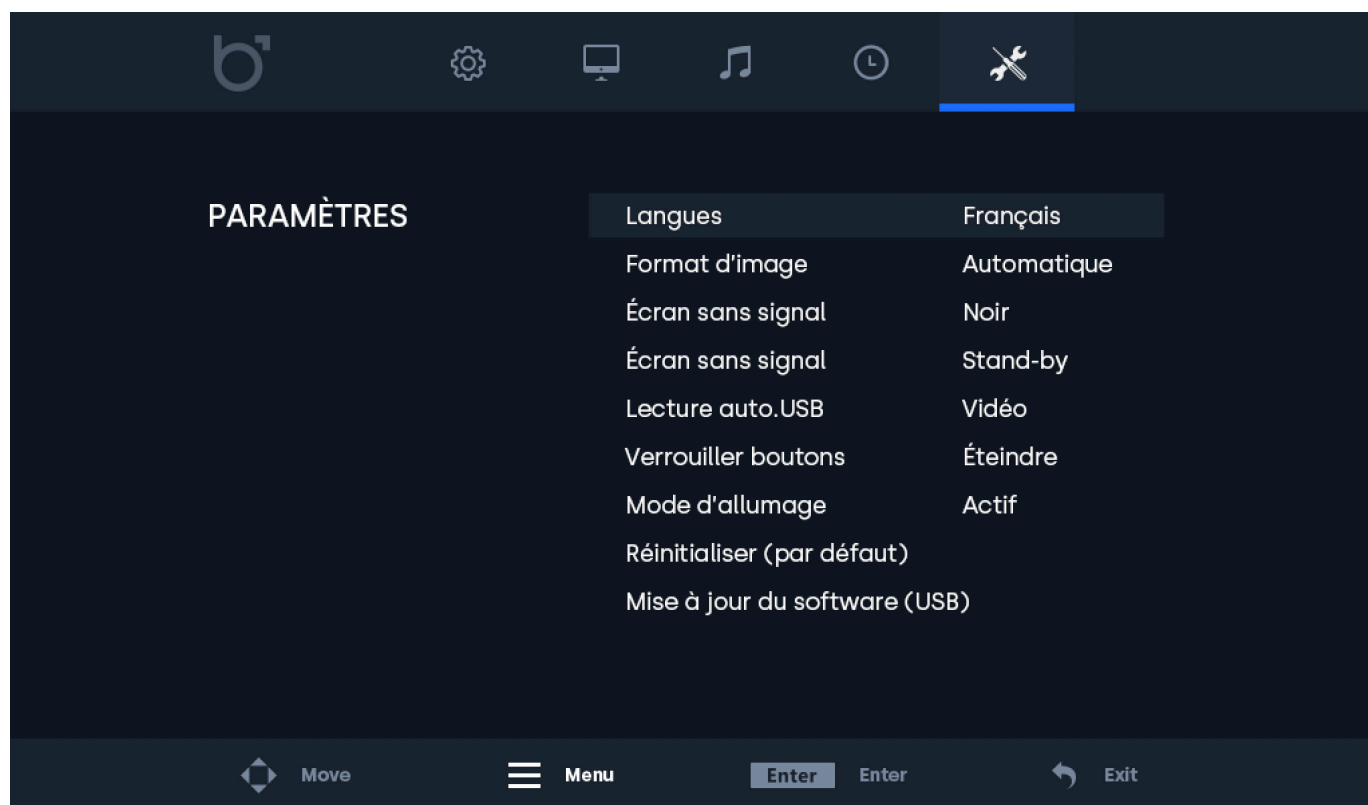 PARAMÈTRES
Langues Français
Format d'image Automatique
Écran sans signal Noir
Écran sans signal Stand-by
Lecture auto.USB Vidéo
Verrouiller boutons Éteindre
Mode d'allumage Actif
Réinitialiser (par défaut)
Mise à jour du software (USB)
Move Menu Enter Enter Exit